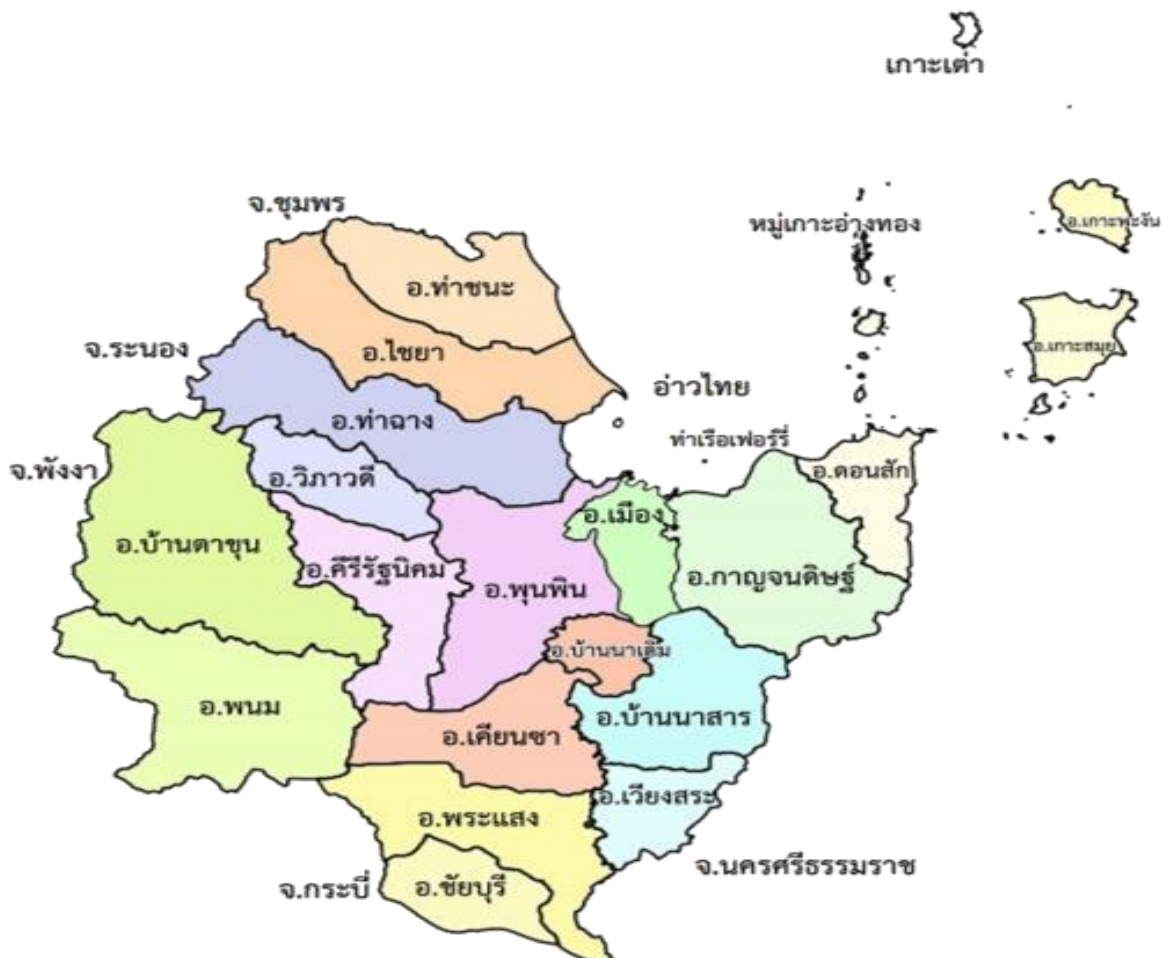 เกาะเต่า
จ.ชุมพร
อ.เกาะพะงัน
หมู่เกาะอ่างทอง
อ.ท่าชนะ
จ.ระนอง
อ.ไชยา
อ.เกาะสมุย
อ่าวไทย
อ.ท่าฉาง
ท่าเรือเฟอร์รี่
จ.พังงา
อ.วิภาวดี
อ.ดอนสัก
อ.เมือง
อ.บ้านตาขุน
อ.คีรีรัฐนิคม
อ.พุนพิน
อ.กาญจนดิษฐ์
อ.บ้านนาเดิม
อ.พนม
อ.บ้านนาสาร
อ.เคียนซา
อ.เวียงสระ
อ.พระแสง
จ.นครศรีธรรมราช
จ.กระบี่
อ.ชัยบุรี